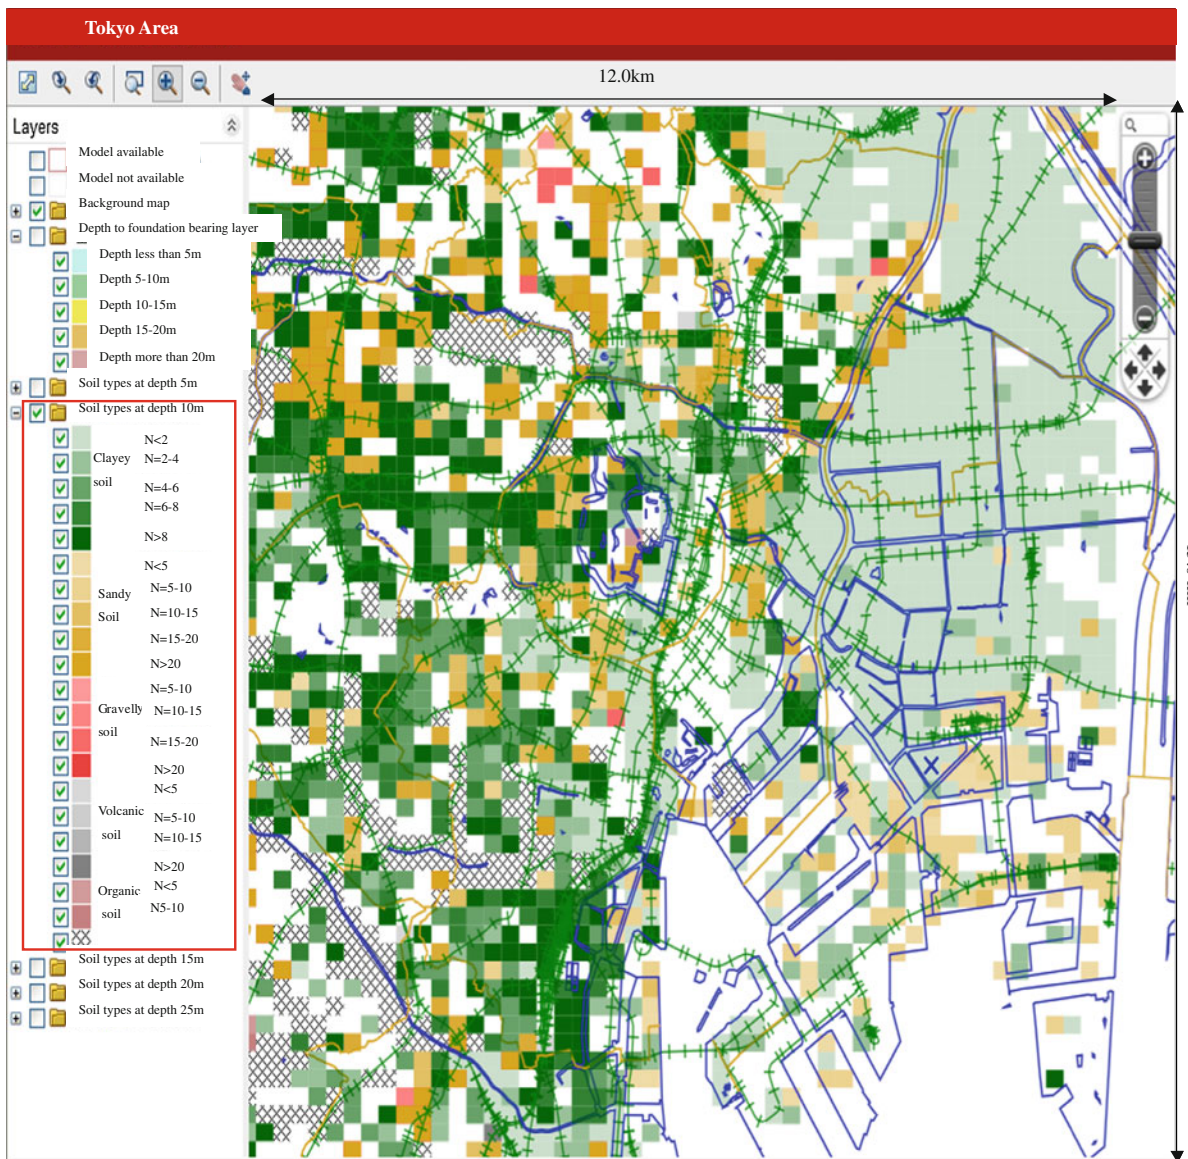 Tokyo Area
12.0km
Layers
Model available
Model not available
Background map
Depth to foundation bearing layer
Depth less than 5m
Depth 5-10m
Depth 10-15m
Depth 15-20m
Depth more than 20m
Soil types at depth 5m
Soil types at depth 10m
N<2
Clayey N=2-4
soil N=4-6
N=6-8
N>8
N<5
Sandy N=5-10
Soil N=10-15
N=15-20
N>20
N=5-10
Gravelly N=10-15
soil N=15-20
N>20
N<5
Volcanic N=5-10
soil N=10-15
N>20
Organic N<5
soil N5-10
Soil types at depth 15m
Soil types at depth 20m
Soil types at depth 25m